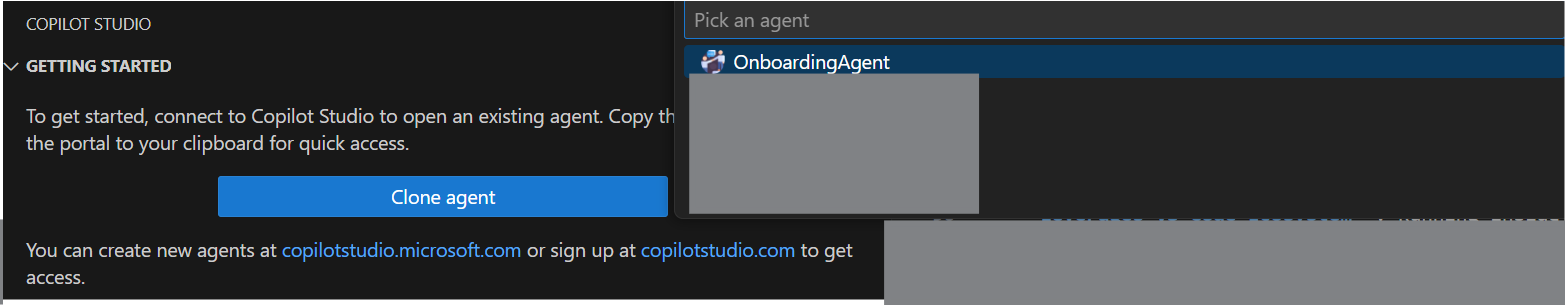 COPILOT STUDIO
Pick an agent
GETTING STARTED
OnboardingAgent
To get started, connect to Copilot Studio to open an existing agent. Copy
the portal to your clipboard for quick access.
Clone agent
You can create new agents at copilotstudio.microsoft.com or sign up at copilotstudio.com to get
access.